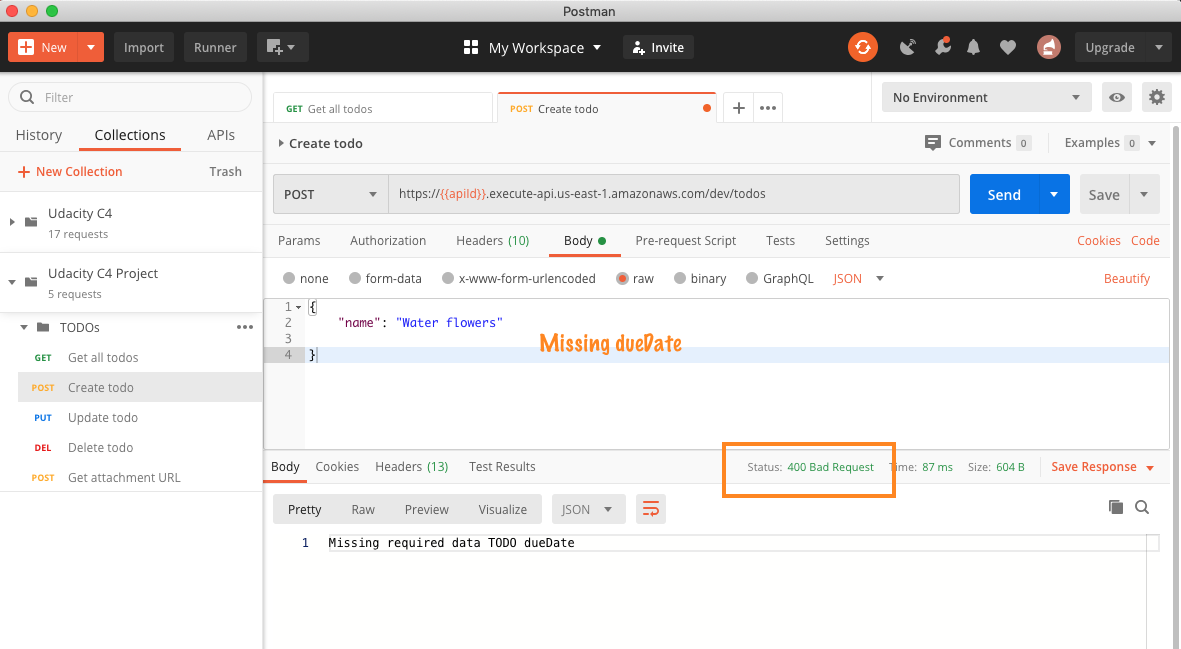 Postman
New Import Runner My Workspace Invite Upgrade
Filter
History Collections APIs
New Collection Trash
Udacity C4
17 requests
Udacity C4 Project
5 requests
TODOs
GET Get all todos
POST Create todo
PUT Update todo
DEL Delete todo
POST Get attachment URL
GET Get all todos POST Create todo No Environment
Create todo Comments 0 Examples 0
POST https://{{apiId}}.execute-api.us-east-1.amazonaws.com/dev/todos Send Save
Params Authorization Headers (10) Body Pre-request Script Tests Settings Cookies Code
none form-data x-www-form-urlencoded raw binary GraphQL JSON Beautify
1 {
2 "name": "Water flowers"
3
Missing dueDate
4 }
Body Cookies Headers (13) Test Results Status: 400 Bad Request Time: 87 ms Size: 604 B Save Response
Pretty Raw Preview Visualize JSON
1 Missing required data TODO dueDate